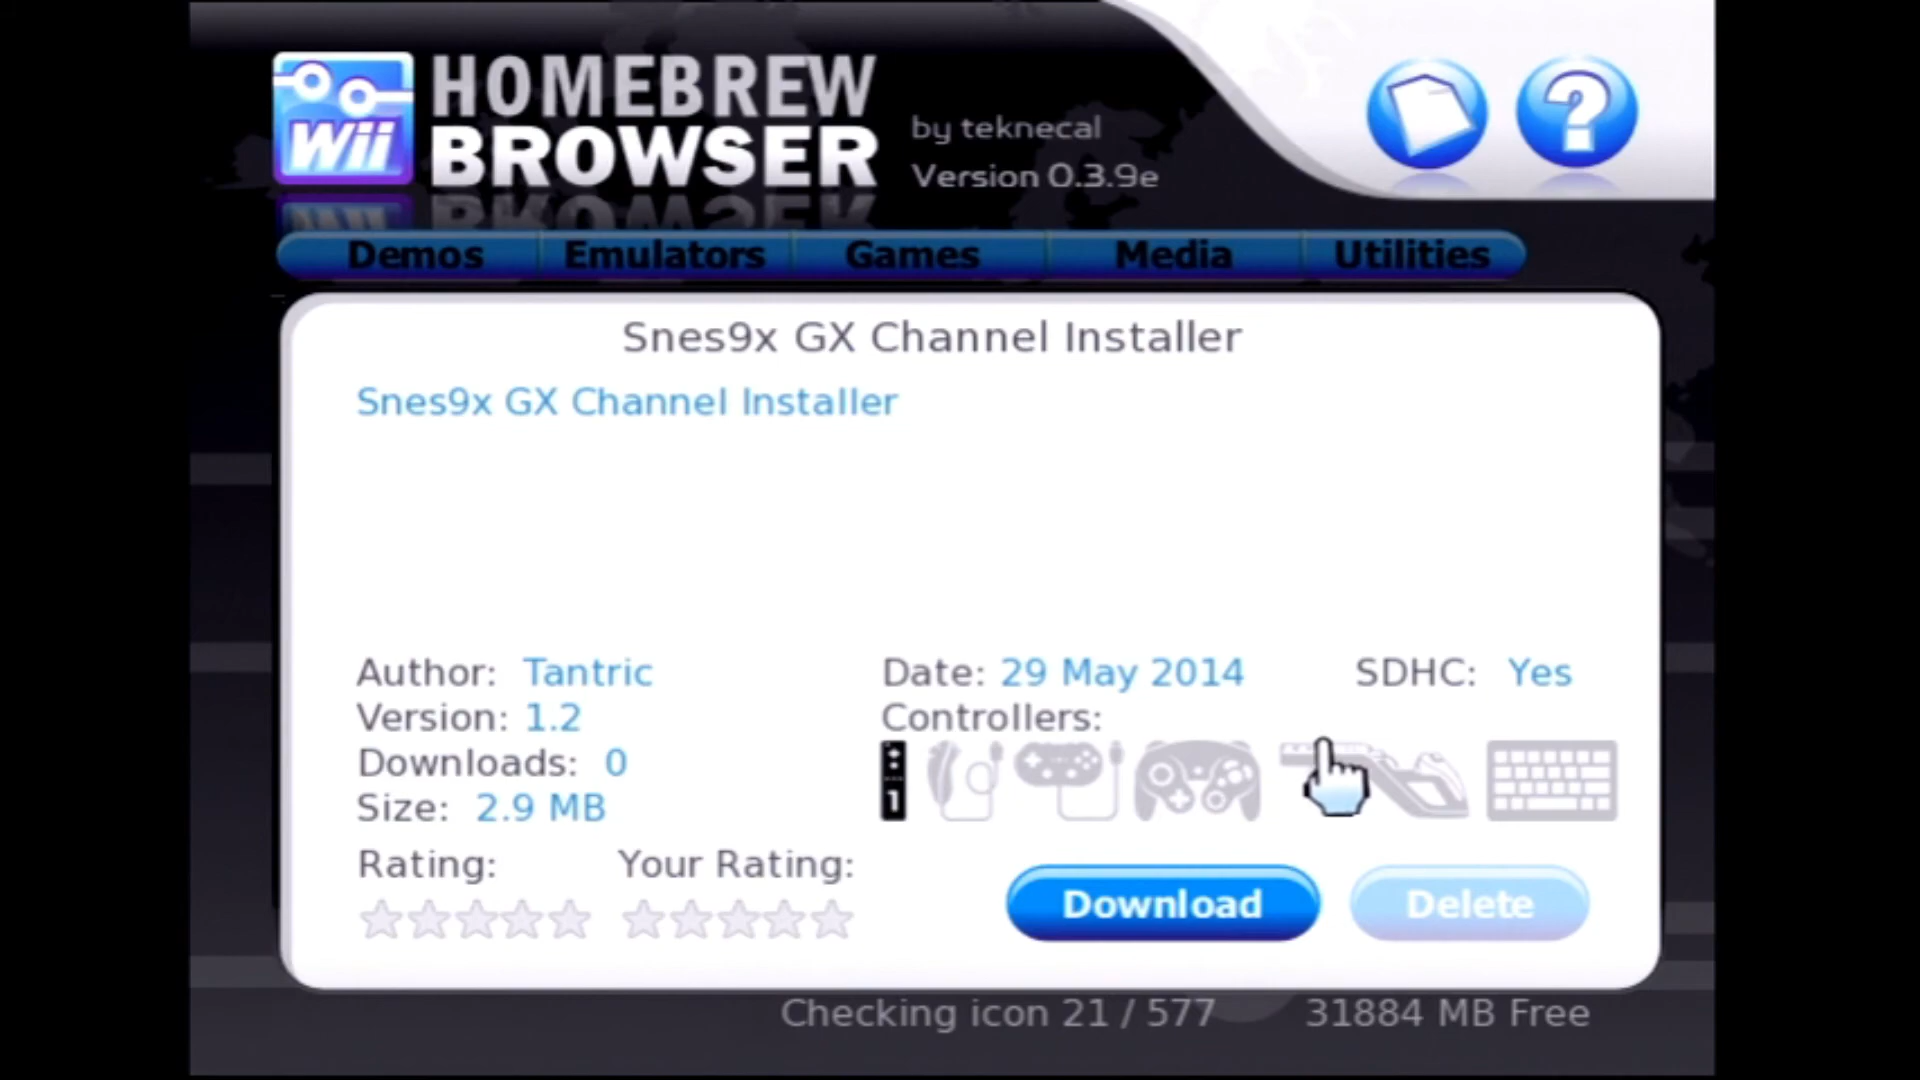 Wii
HOMEBREW
BROWSER
by teknecal
Version 0.3.9e
Demos Emulators Games Media Utilities
Snes9x GX Channel Installer
Snes9x GX Channel Installer
Author: Tantric Date: 29 May 2014 SDHC: Yes
Version: 1.2 Controllers:
Downloads: 0
1
Size: 2.9 MB
Rating: Your Rating:
Download Delete
Checking icon 21 / 577 31884 MB Free